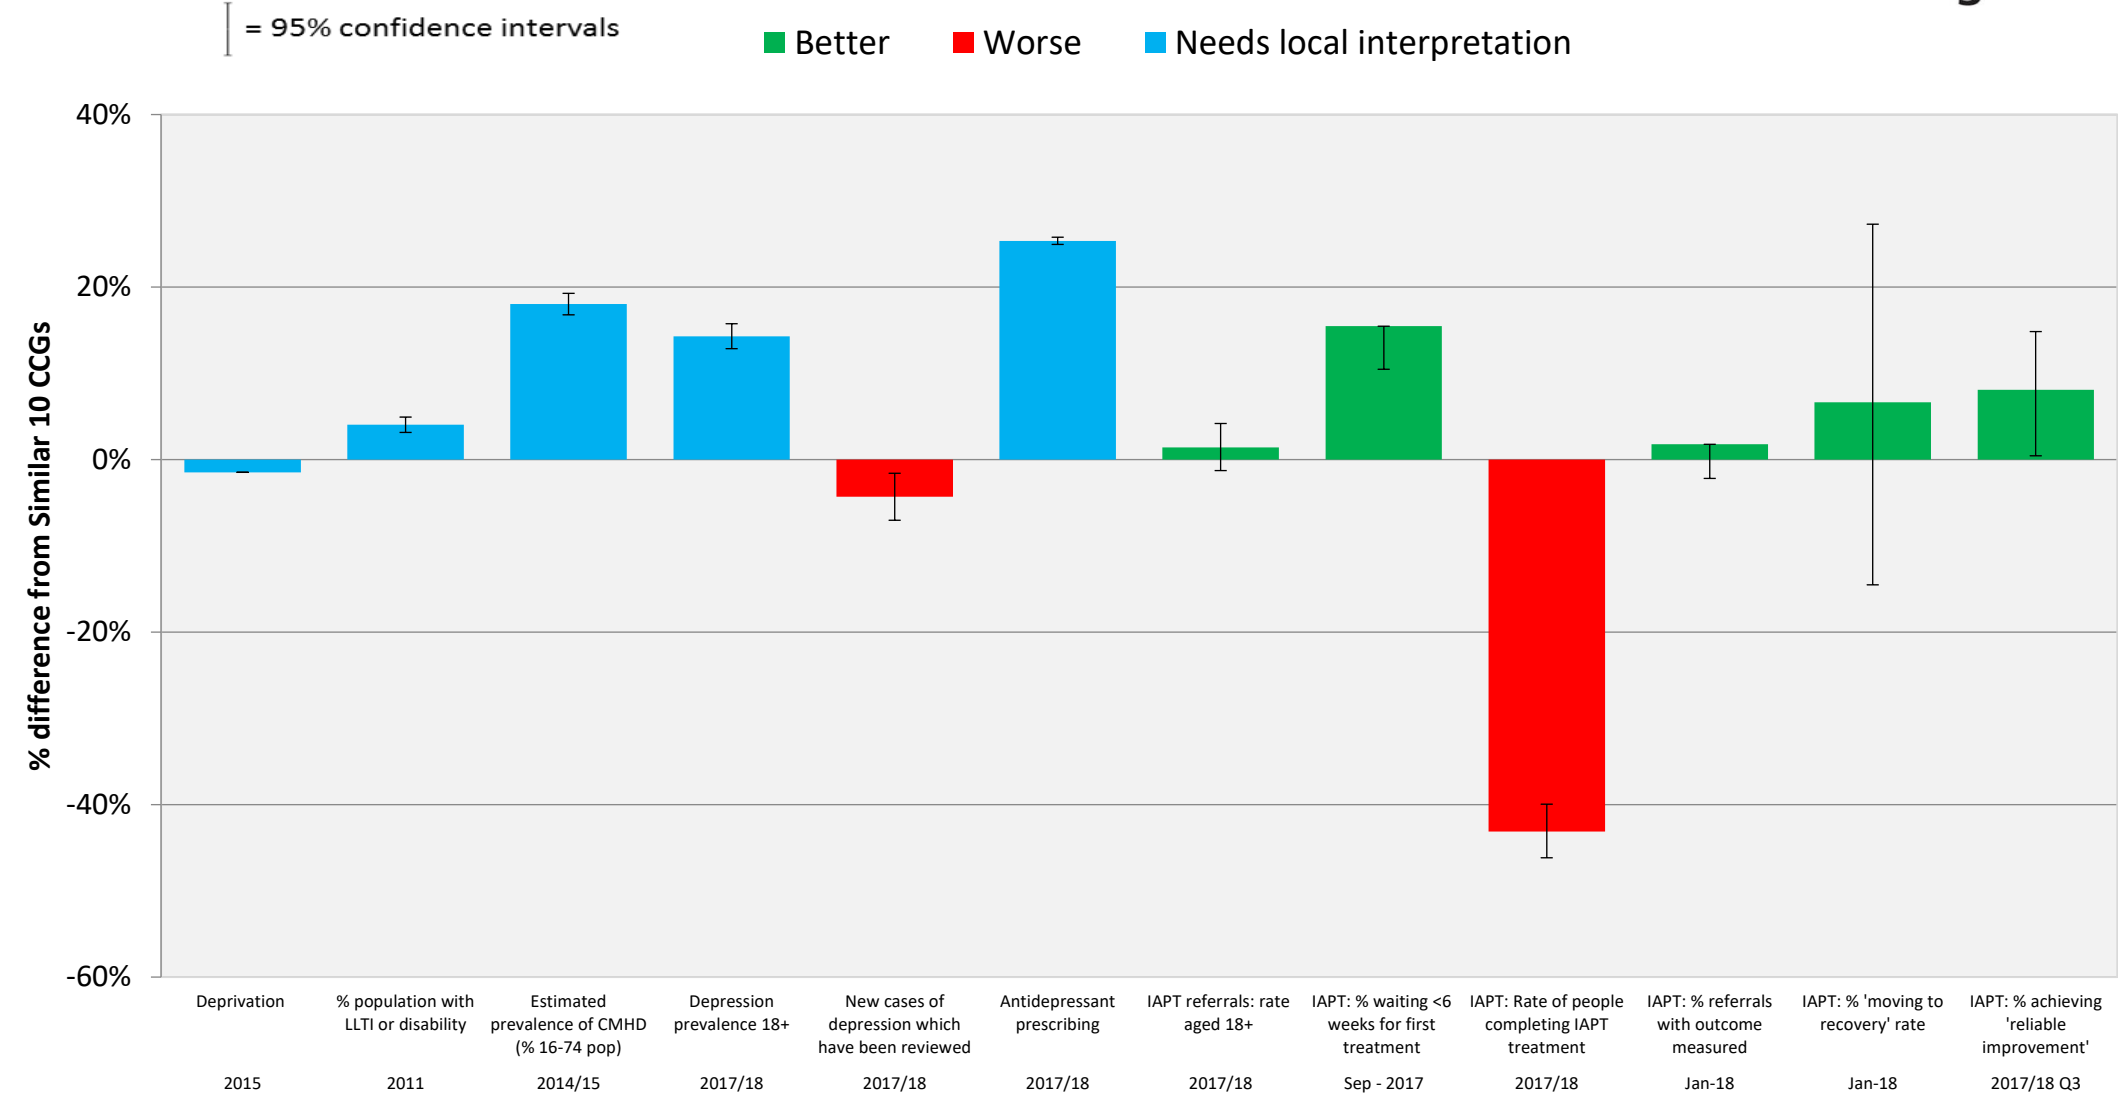 = 95% confidence intervals
Better
Worse
Needs local interpretation
40%
20%
0%
-20%
-40%
-60%
% difference from Similar 10 CCGs
Deprivation
2015
% population with
LLTI or disability
2011
Estimated
prevalence of CMHD
(% 16-74 pop)
2014/15
Depression
prevalence 18+
2017/18
New cases of
depression which
have been reviewed
2017/18
Antidepressant
prescribing
2017/18
IAPT referrals: rate
aged 18+
2017/18
IAPT: % waiting <6
weeks for first
treatment
Sep - 2017
IAPT: Rate of people
completing IAPT
treatment
2017/18
IAPT: % referrals
with outcome
measured
Jan-18
IAPT: % 'moving to
recovery' rate
Jan-18
IAPT: % achieving
'reliable
improvement'
2017/18 Q3